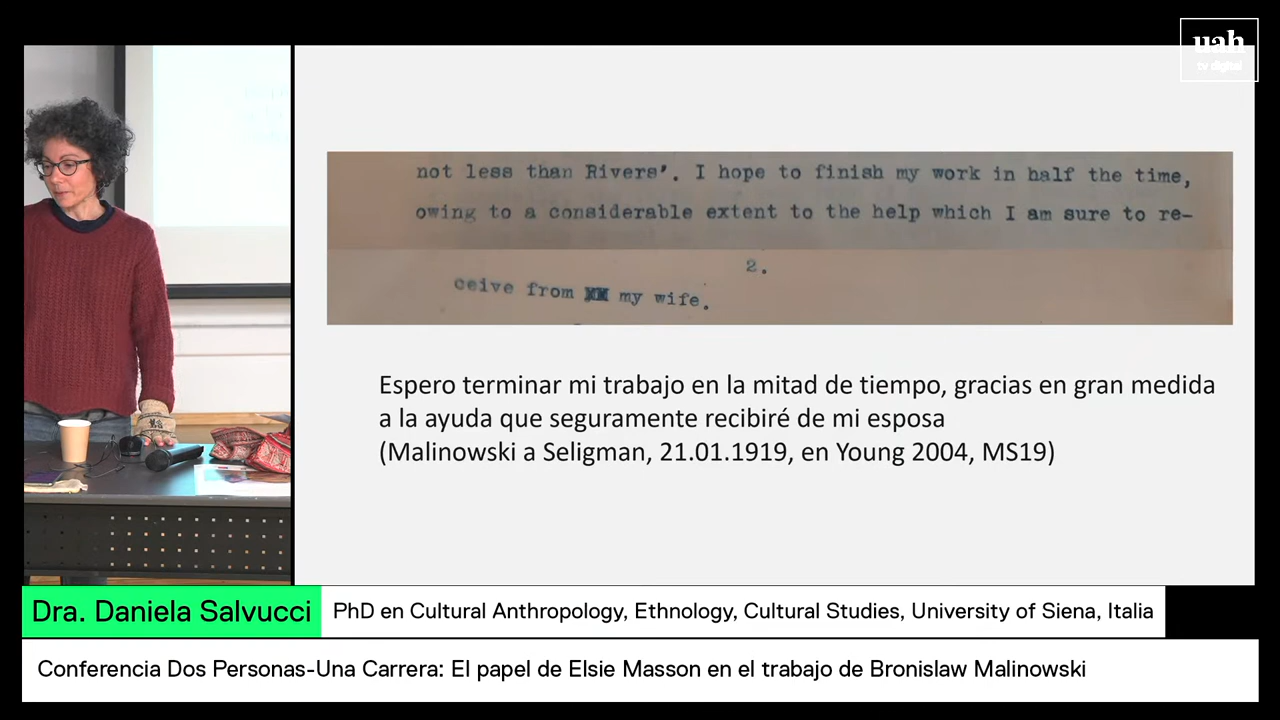 uah
tv digital
not less than Rivers'. I hope to finish my work in half the time,
owing to a considerable extent to the help which I am sure to re-
2.
ceive from my wife.
Espero terminar mi trabajo en la mitad de tiempo, gracias en gran medida
a la ayuda que seguramente recibiré de mi esposa
(Malinowski a Seligman, 21.01.1919, en Young 2004, MS19)
Dra. Daniela Salvucci
PhD en Cultural Anthropology, Ethnology, Cultural Studies, University of Siena, Italia
Conferencia Dos Personas-Una Carrera: El papel de Elsie Masson en el trabajo de Bronislaw Malinowski